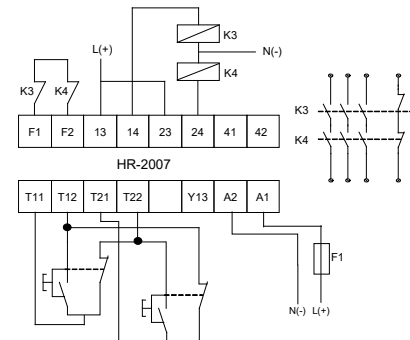 L(+)
K3
N(-)
K4
K3 K4
F1 F2 13 14 23 24 41 42
K3
K4
HR-2007
T11 T12 T21 T22 Y13 A2 A1
F1
N(-) L(+)